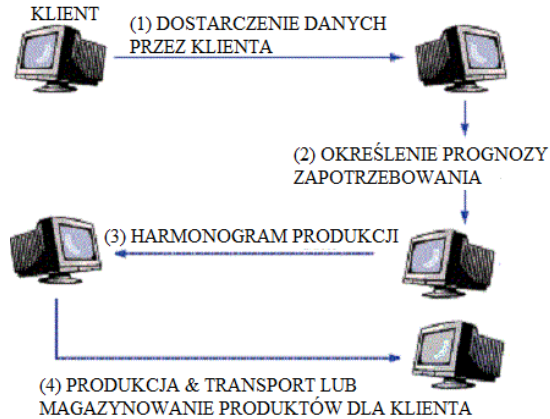 KLIENT
(1) DOSTARCZENIE DANYCH
PRZEZ KLIENTA
(2) OKREŚLENIE PROGNOZY
ZAPOTRZEBOWANIA
(3) HARMONOGRAM PRODUKCJI
(4) PRODUKCJA & TRANSPORT LUB
MAGAZYNOWANIE PRODUKTÓW DLA KLIENTA